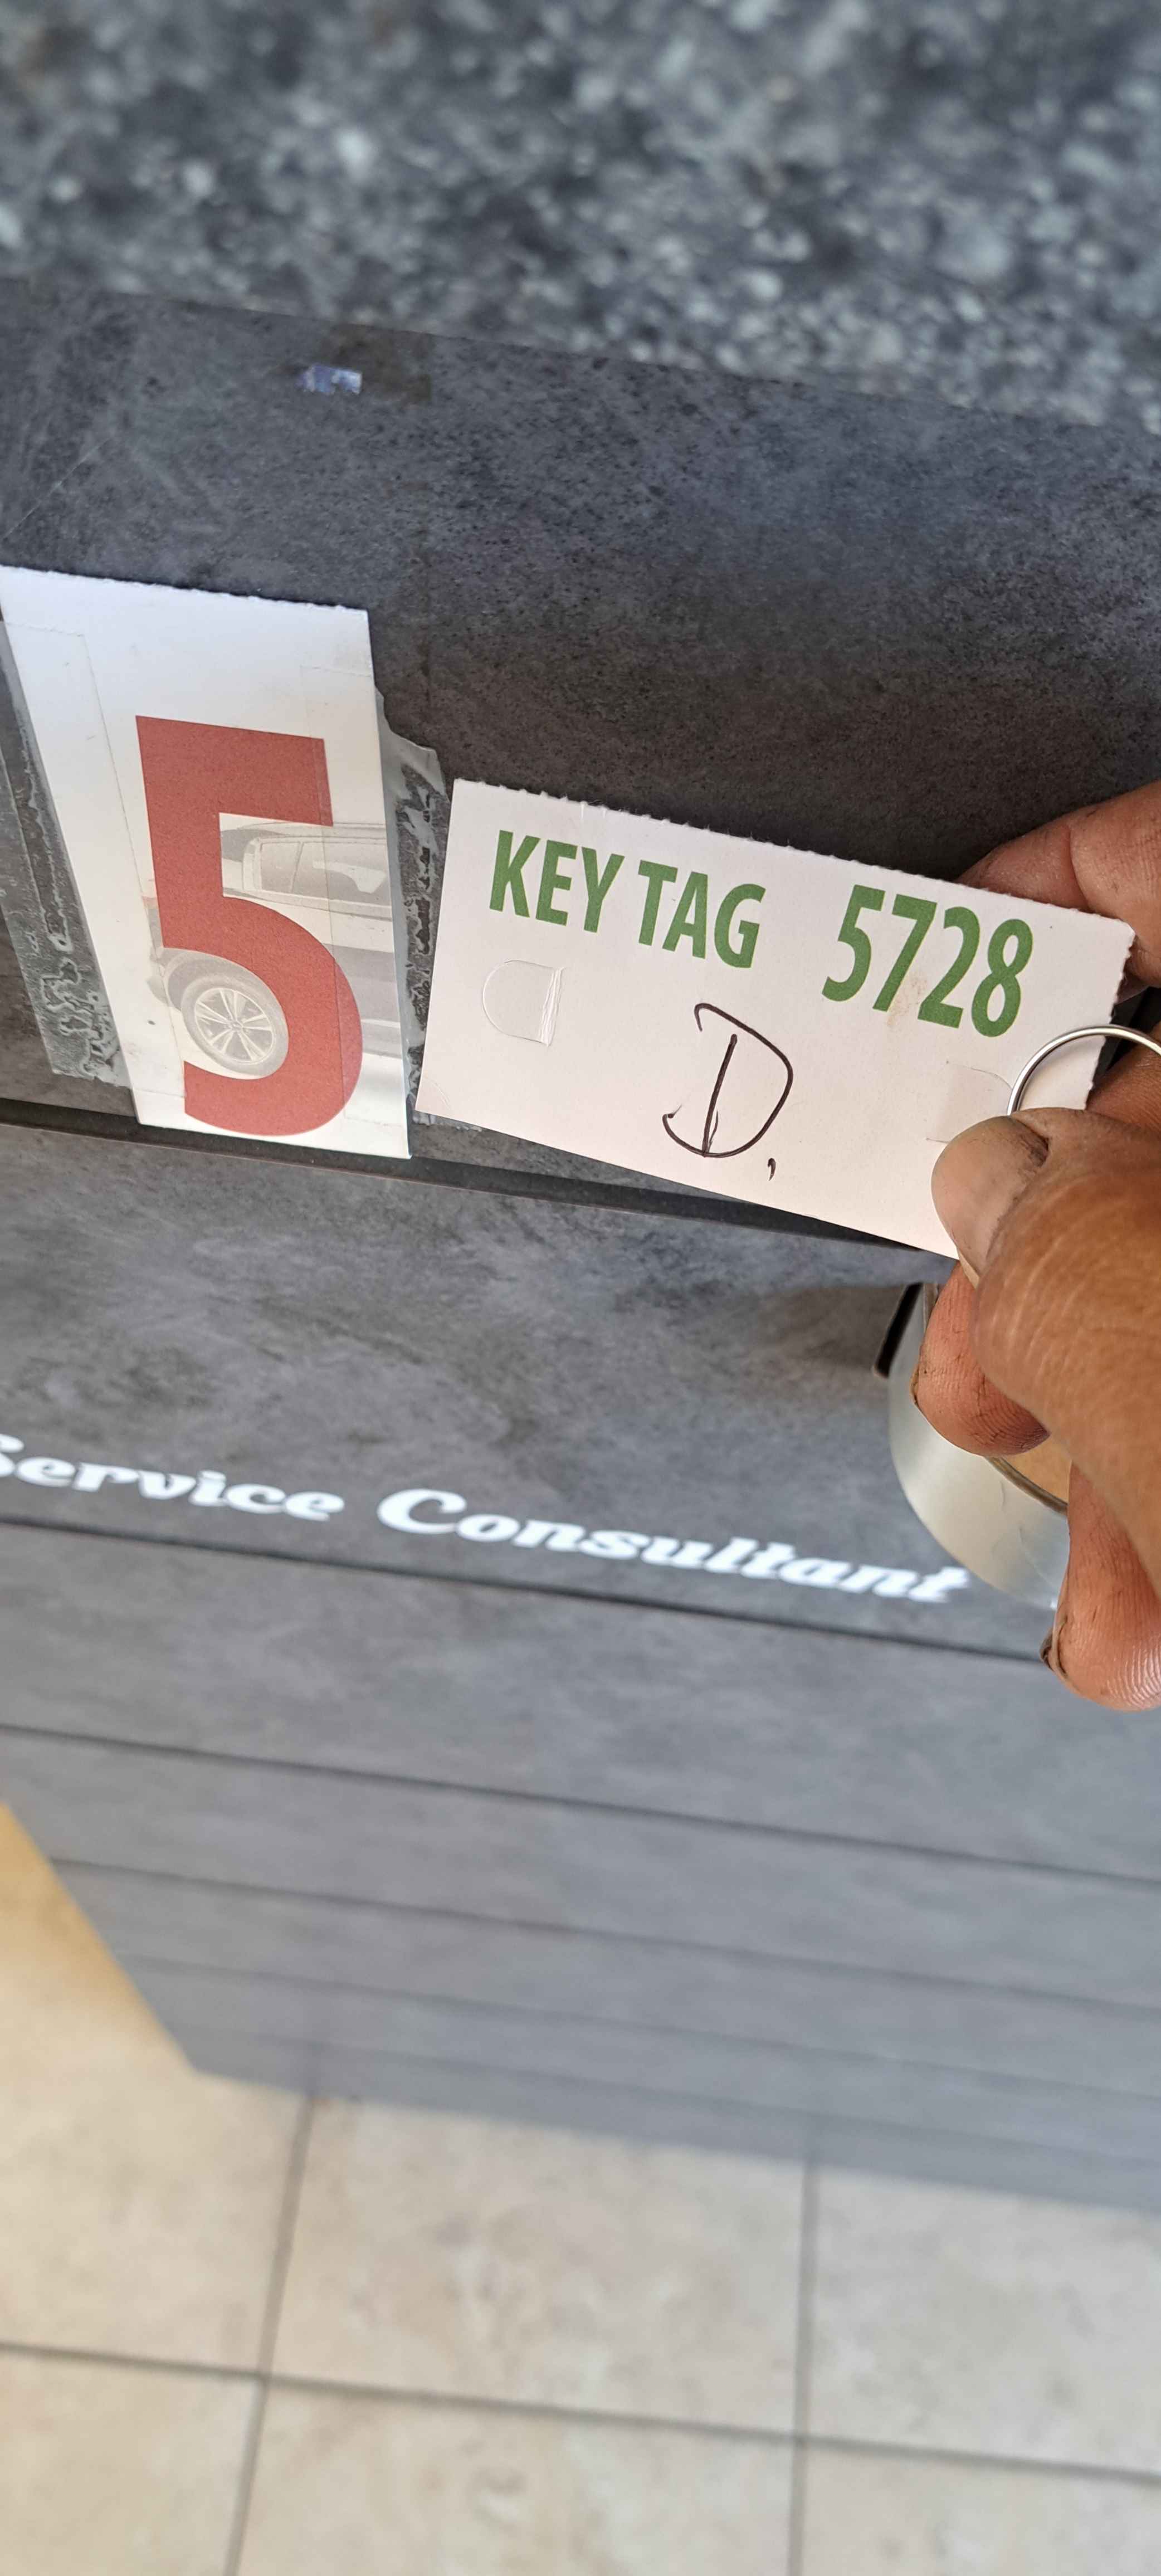 5
KEY TAG 5728
D.
Service Consultant